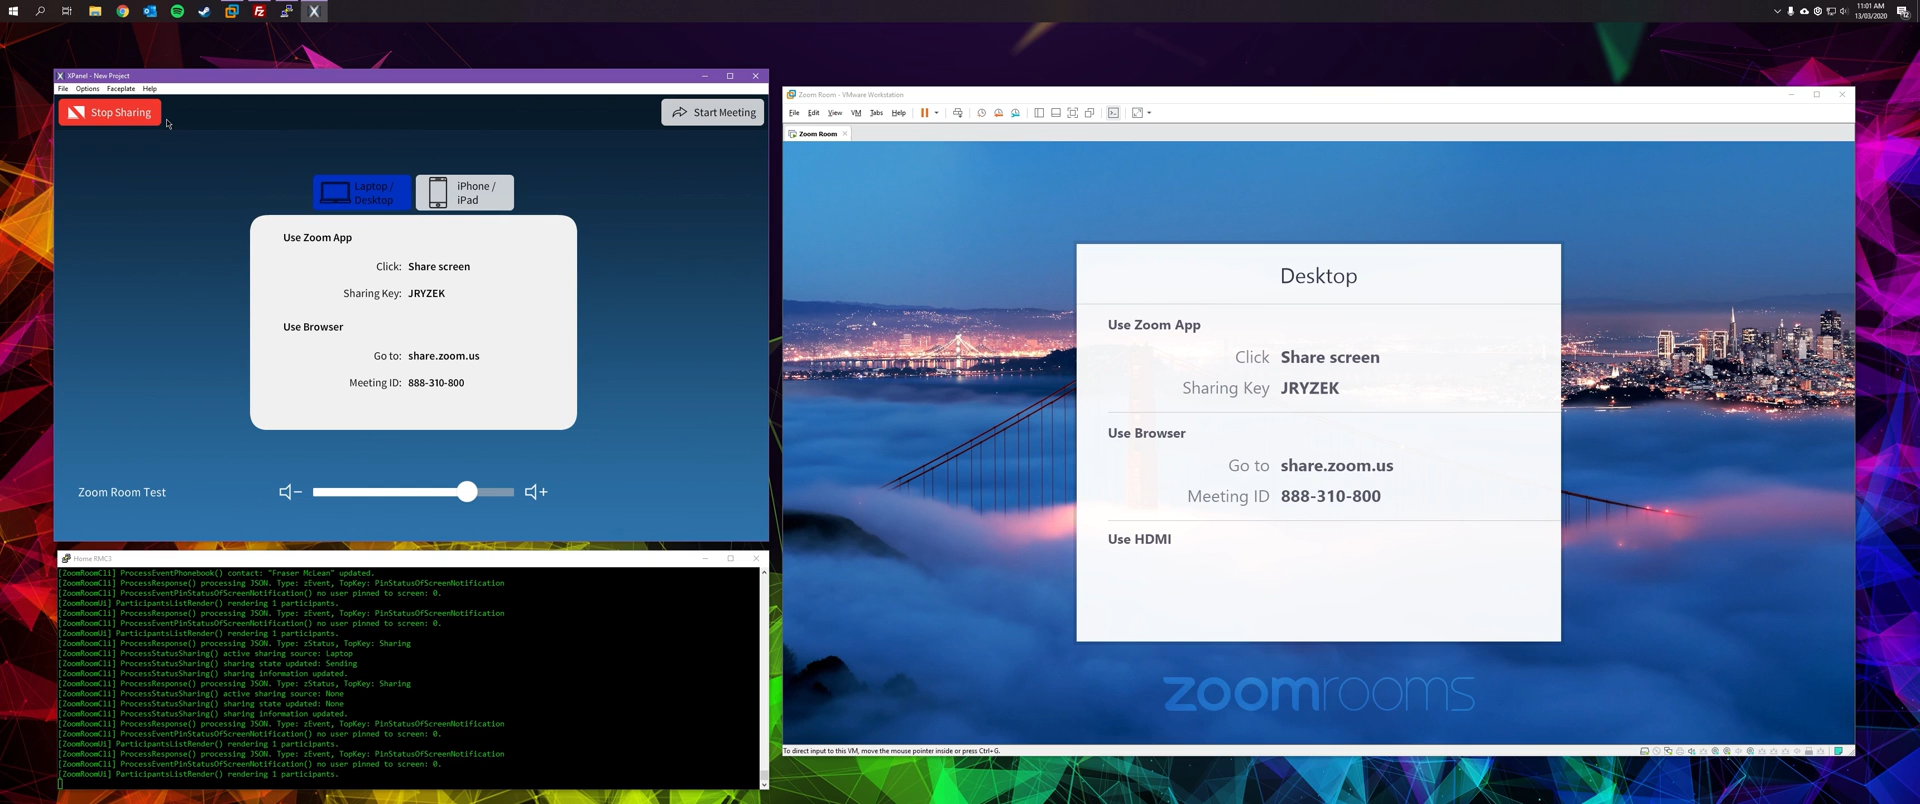 11:01 AM
13/03/2020
XPanel - New Project
File Options Faceplate Help
Stop Sharing
Start Meeting
Laptop /
Desktop
iPhone /
iPad
Use Zoom App
Click: Share screen
Sharing Key: JRYZEK
Use Browser
Go to: share.zoom.us
Meeting ID: 888-310-800
Zoom Room Test
Home RMC3
[ZoomRoomCli] ProcessEventPhonebook() contact: "Fraser McLean" updated.
[ZoomRoomCli] ProcessResponse() processing JSON. Type: zEvent, TopKey: PinStatusOfScreenNotification
[ZoomRoomCli] ProcessEventPinStatusOfScreenNotification() no user pinned to screen: 0.
[ZoomRoomUi] ParticipantsListRender() rendering 1 participants.
[ZoomRoomCli] ProcessResponse() processing JSON. Type: zEvent, TopKey: PinStatusOfScreenNotification
[ZoomRoomCli] ProcessEventPinStatusOfScreenNotification() no user pinned to screen: 0.
[ZoomRoomUi] ParticipantsListRender() rendering 1 participants.
[ZoomRoomCli] ProcessResponse() processing JSON. Type: zStatus, TopKey: Sharing
[ZoomRoomCli] ProcessStatusSharing() active sharing source: Laptop
[ZoomRoomCli] ProcessStatusSharing() sharing state updated: Sending
[ZoomRoomCli] ProcessStatusSharing() sharing information updated.
[ZoomRoomCli] ProcessResponse() processing JSON. Type: zStatus, TopKey: Sharing
[ZoomRoomCli] ProcessStatusSharing() active sharing source: None
[ZoomRoomCli] ProcessStatusSharing() sharing state updated: None
[ZoomRoomCli] ProcessStatusSharing() sharing information updated.
[ZoomRoomCli] ProcessResponse() processing JSON. Type: zEvent, TopKey: PinStatusOfScreenNotification
[ZoomRoomCli] ProcessEventPinStatusOfScreenNotification() no user pinned to screen: 0.
[ZoomRoomUi] ParticipantsListRender() rendering 1 participants.
[ZoomRoomCli] ProcessResponse() processing JSON. Type: zEvent, TopKey: PinStatusOfScreenNotification
[ZoomRoomCli] ProcessEventPinStatusOfScreenNotification() no user pinned to screen: 0.
[ZoomRoomUi] ParticipantsListRender() rendering 1 participants.
Zoom Room - VMware Workstation
File Edit View VM Tabs Help
Zoom Room
Desktop
Use Zoom App
Click Share screen
Sharing Key JRYZEK
Use Browser
Go to share.zoom.us
Meeting ID 888-310-800
Use HDMI
zoomrooms
To direct input to this VM, move the mouse pointer inside or press Ctrl+G.